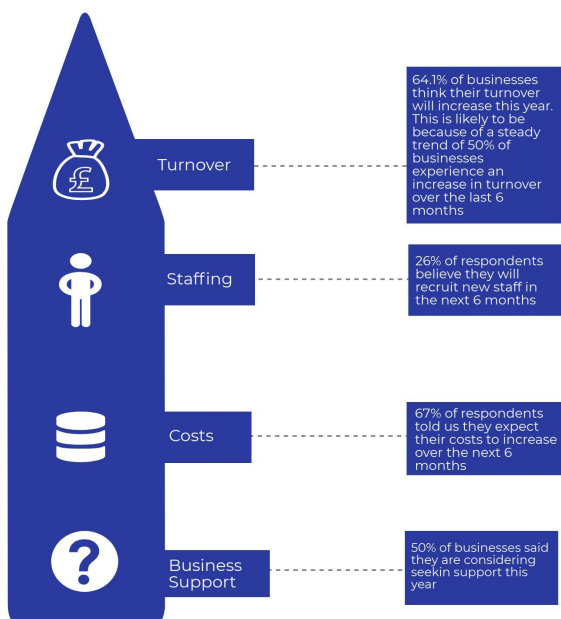 64.1% of businesses
think their turnover
will increase this year.
This is likely to be
because of a steady
trend of 50% of
businesses
experience an
increase in turnover
over the last 6
months
£
Turnover
26% of respondents
believe they will
recruit new staff in
the next 6 months
Staffing
67% of respondents
told us they expect
their costs to increase
over the next 6
months
Costs
50% of businesses said
they are considering
seekin support this
year
?
Business
Support